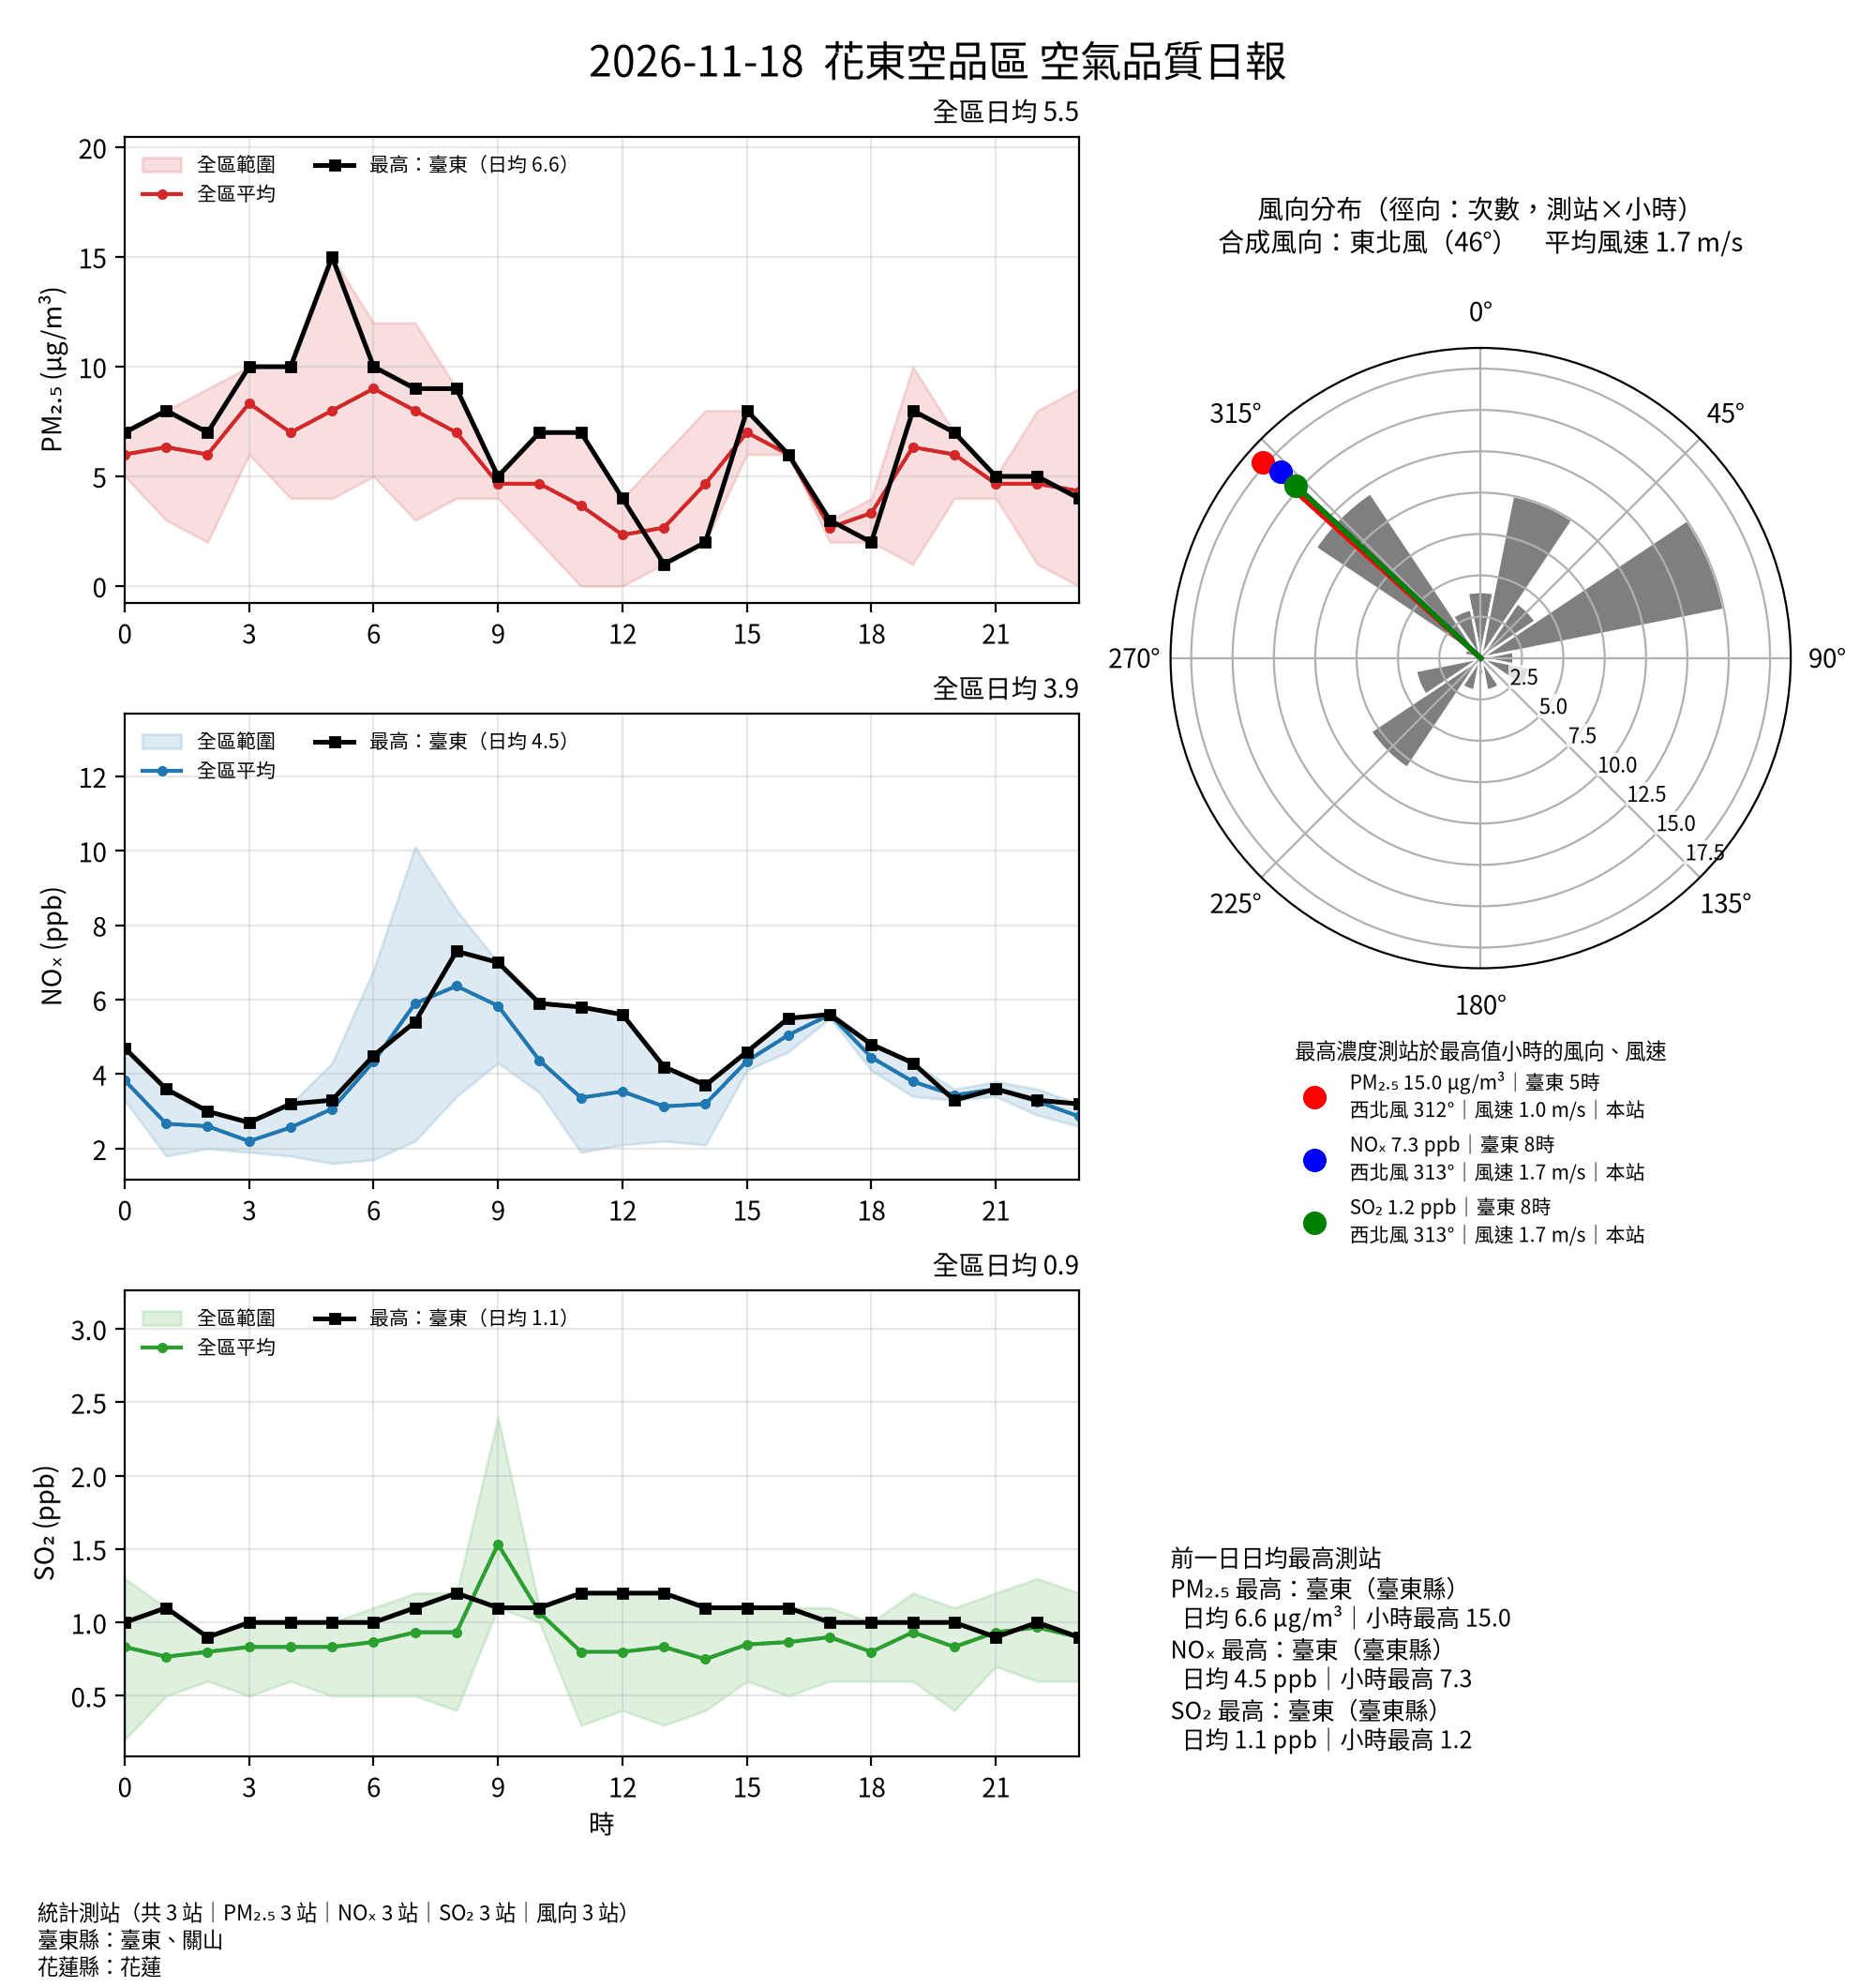 2026-11-18 花東空品區 空氣品質日報
全區日均 5.5
全區範圍
全區平均
最高：臺東（日均 6.6）
PM₂.₅ (µg/m³)
20
15
10
5
0
0 3 6 9 12 15 18 21
全區日均 3.9
全區範圍
全區平均
最高：臺東（日均 4.5）
NOₓ (ppb)
12
10
8
6
4
2
0 3 6 9 12 15 18 21
全區日均 0.9
全區範圍
全區平均
最高：臺東（日均 1.1）
SO₂ (ppb)
3.0
2.5
2.0
1.5
1.0
0.5
0 3 6 9 12 15 18 21
時
風向分布（徑向：次數，測站×小時）
合成風向：東北風（46°） 平均風速 1.7 m/s
0°
45°
90°
135°
180°
225°
270°
315°
2.5
5.0
7.5
10.0
12.5
15.0
17.5
最高濃度測站於最高值小時的風向、風速
PM₂.₅ 15.0 µg/m³｜臺東 5時
西北風 312°｜風速 1.0 m/s｜本站
NOₓ 7.3 ppb｜臺東 8時
西北風 313°｜風速 1.7 m/s｜本站
SO₂ 1.2 ppb｜臺東 8時
西北風 313°｜風速 1.7 m/s｜本站
前一日日均最高測站
PM₂.₅ 最高：臺東（臺東縣）
日均 6.6 µg/m³｜小時最高 15.0
NOₓ 最高：臺東（臺東縣）
日均 4.5 ppb｜小時最高 7.3
SO₂ 最高：臺東（臺東縣）
日均 1.1 ppb｜小時最高 1.2
統計測站（共 3 站｜PM₂.₅ 3 站｜NOₓ 3 站｜SO₂ 3 站｜風向 3 站）
臺東縣：臺東、關山
花蓮縣：花蓮